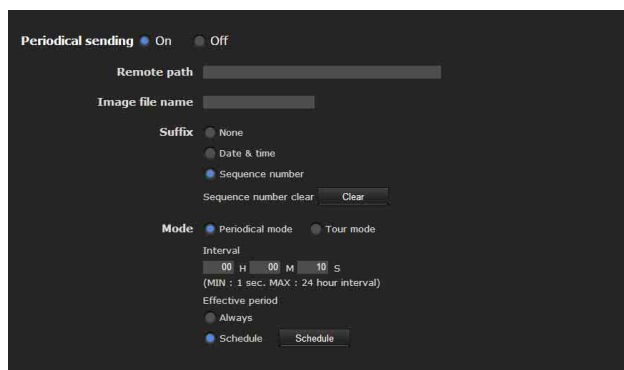 Periodical sending On Off
Remote path
Image file name
Suffix None
Date & time
Sequence number
Sequence number clear Clear
Mode Periodical mode Tour mode
Interval
00 H 00 M 10 S
(MIN : 1 sec. MAX : 24 hour interval)
Effective period
Always
Schedule Schedule